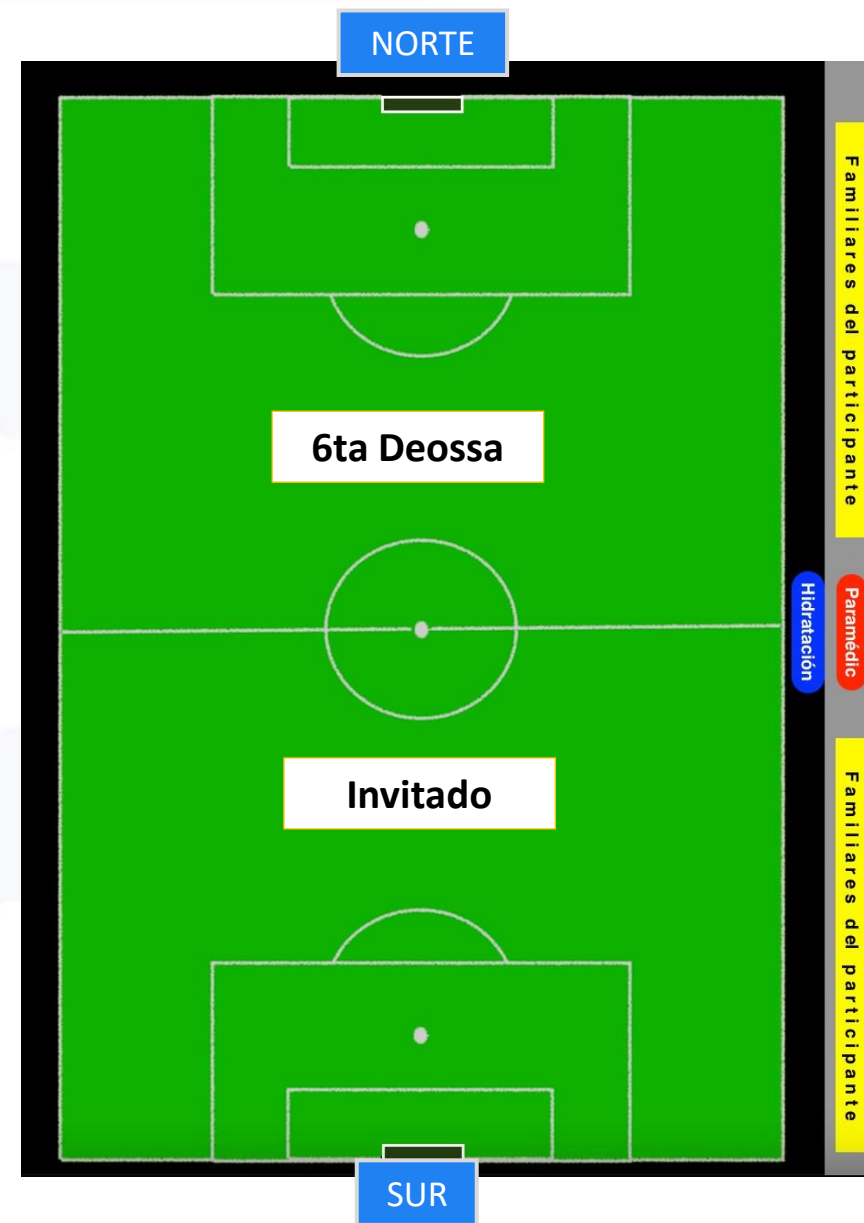 NORTE
Familiares del participante
6ta Deossa
Hidratación
Paramédic
Invitado
Familiares del participante
SUR